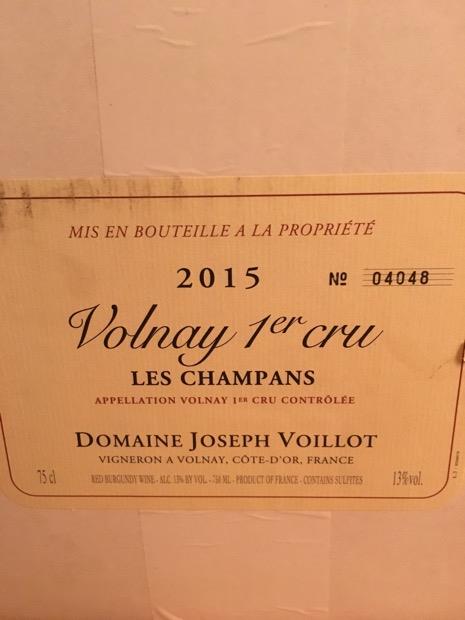 MIS EN BOUTEILLE A LA PROPRIÉTÉ
2015 Nº 04048
Volnay 1er cru
LES CHAMPANS
APPELLATION VOLNAY 1ER CRU CONTRÔLÉE
DOMAINE JOSEPH VOILLOT
VIGNERON A VOLNAY, CÔTE-D'OR, FRANCE
75 cl RED BURGUNDY WINE - ALC. 13% BY VOL. - 750 ML - PRODUCT OF FRANCE - CONTAINS SULFITES 13% vol.